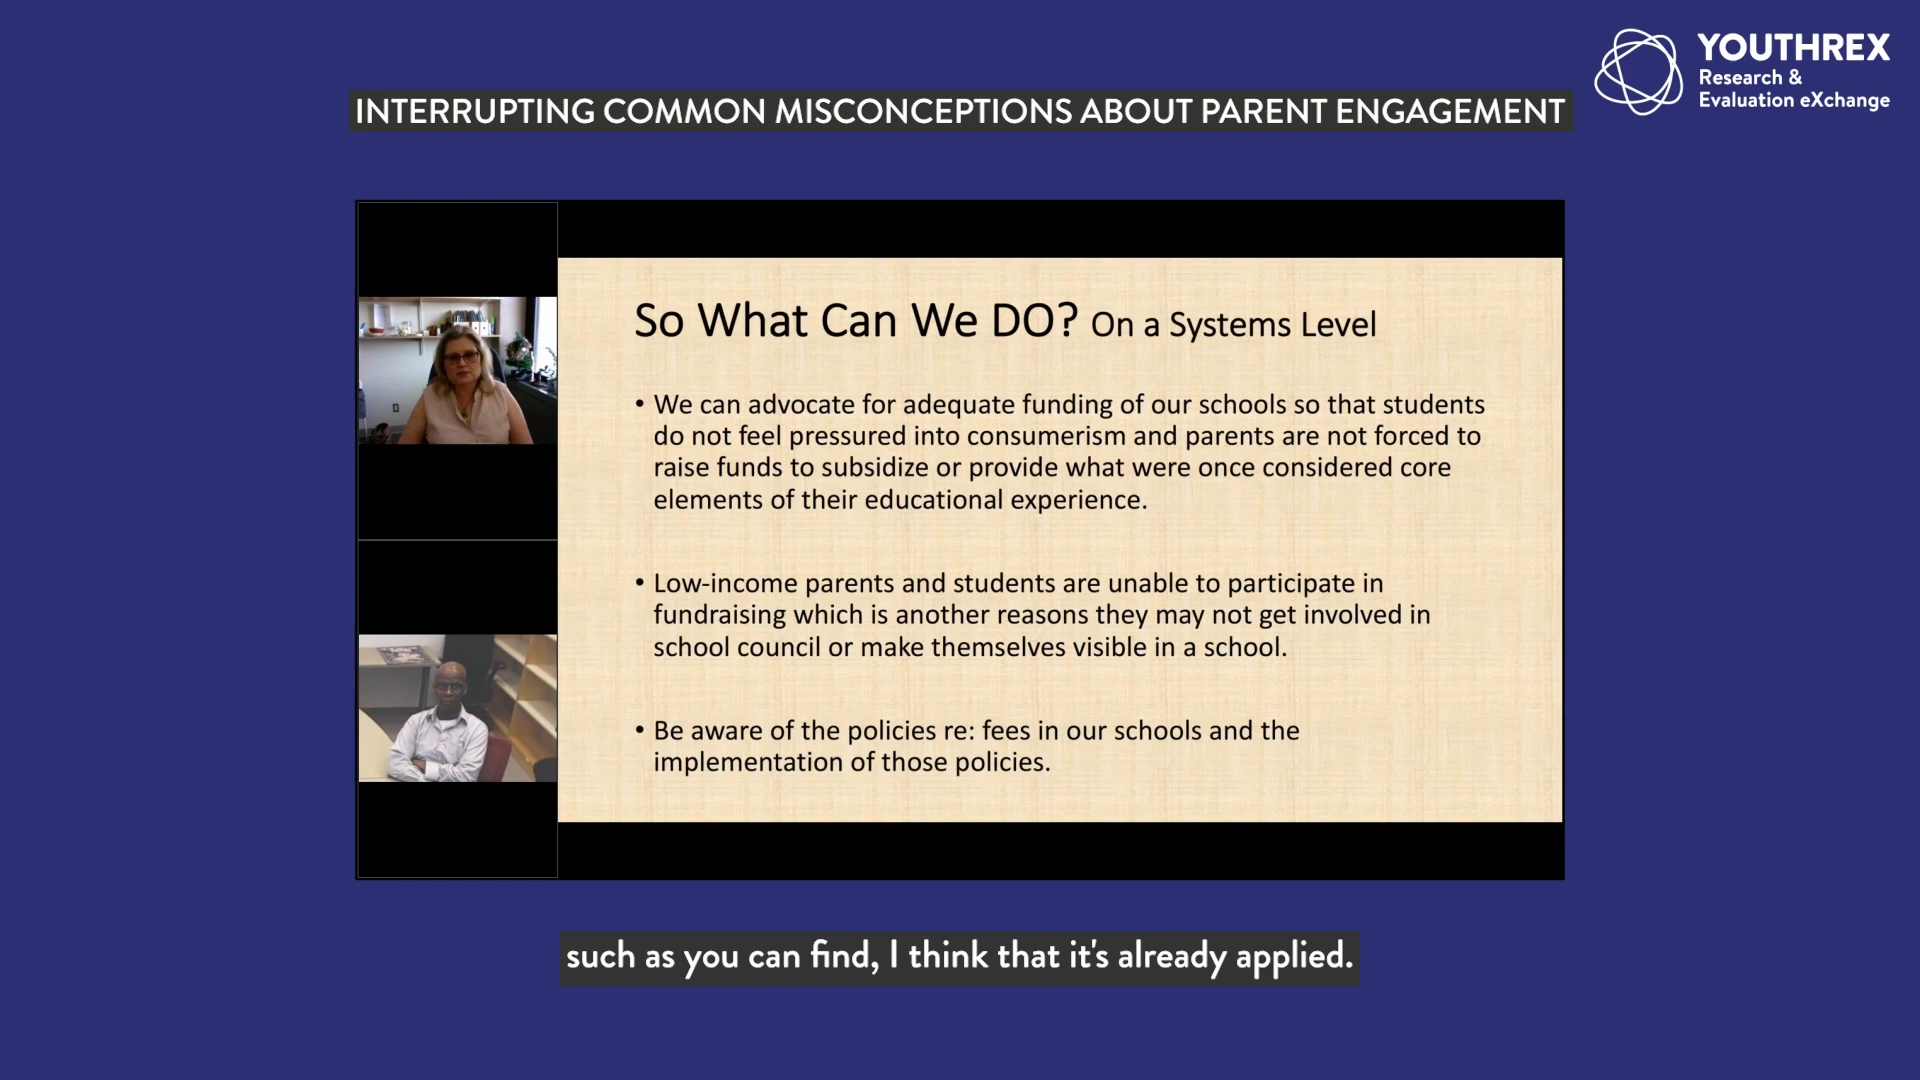 YOUTHREX
Research &
Evaluation eXchange
INTERRUPTING COMMON MISCONCEPTIONS ABOUT PARENT ENGAGEMENT
So What Can We DO? On a Systems Level
• We can advocate for adequate funding of our schools so that students
do not feel pressured into consumerism and parents are not forced to
raise funds to subsidize or provide what were once considered core
elements of their educational experience.
• Low-income parents and students are unable to participate in
fundraising which is another reasons they may not get involved in
school council or make themselves visible in a school.
• Be aware of the policies re: fees in our schools and the
implementation of those policies.
such as you can find, I think that it's already applied.